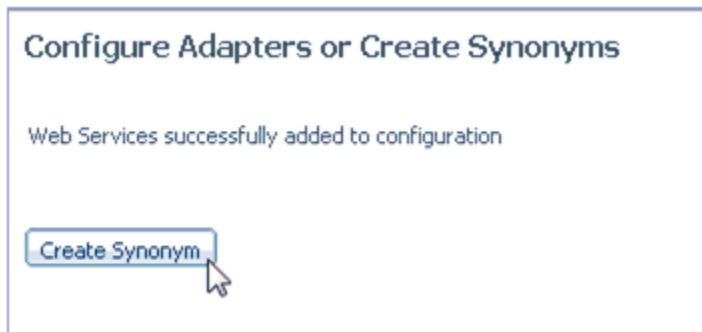 Configure Adapters or Create Synonyms
Web Services successfully added to configuration
Create Synonym